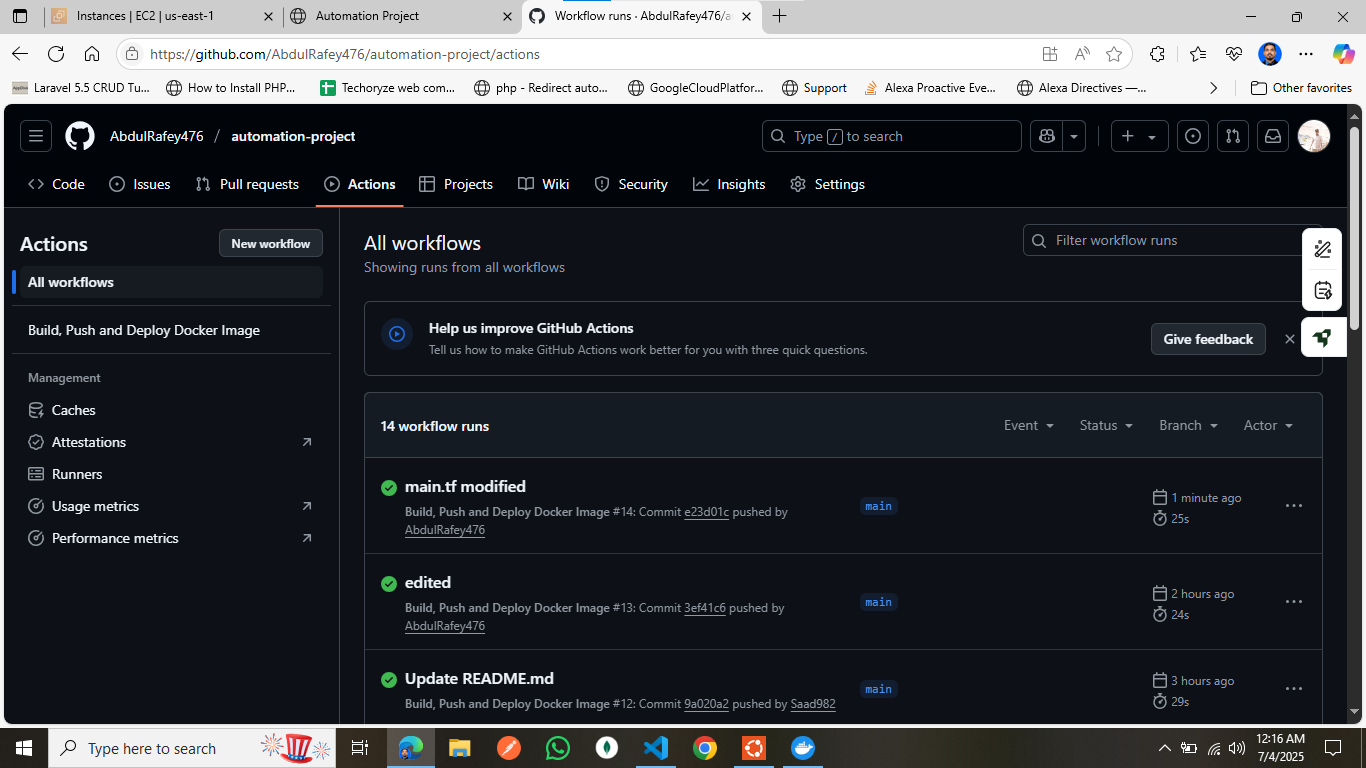 Instances | EC2 | us-east-1
Automation Project
Workflow runs · AbdulRafey476/a
https://github.com/AbdulRafey476/automation-project/actions
Laravel 5.5 CRUD Tu...
How to Install PHP...
Techoryze web com...
php - Redirect auto...
GoogleCloudPlatfor...
Support
Alexa Proactive Eve...
Alexa Directives —...
Other favorites
AbdulRafey476 / automation-project
Type / to search
Code
Issues
Pull requests
Actions
Projects
Wiki
Security
Insights
Settings
Actions
New workflow
All workflows
Build, Push and Deploy Docker Image
Management
Caches
Attestations
Runners
Usage metrics
Performance metrics
All workflows
Showing runs from all workflows
Filter workflow runs
Help us improve GitHub Actions
Tell us how to make GitHub Actions work better for you with three quick questions.
Give feedback
14 workflow runs
Event
Status
Branch
Actor
main.tf modified
Build, Push and Deploy Docker Image #14: Commit e23d01c pushed by
AbdulRafey476
main
1 minute ago
25s
edited
Build, Push and Deploy Docker Image #13: Commit 3ef41c6 pushed by
AbdulRafey476
main
2 hours ago
24s
Update README.md
Build, Push and Deploy Docker Image #12: Commit 9a020a2 pushed by Saad982
main
3 hours ago
29s
Type here to search
12:16 AM
7/4/2025